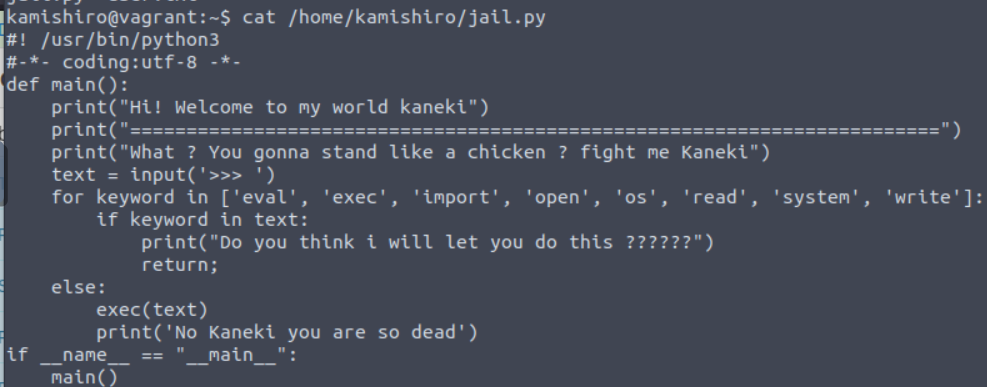 kamishiro@vagrant:~$ cat /home/kamishiro/jail.py
#! /usr/bin/python3
#-*- coding:utf-8 -*-
def main():
    print("Hi! Welcome to my world kaneki")
    print("========================================================================")
    print("What ? You gonna stand like a chicken ? fight me Kaneki")
    text = input('>>> ')
    for keyword in ['eval', 'exec', 'import', 'open', 'os', 'read', 'system', 'write']:
        if keyword in text:
            print("Do you think i will let you do this ??????")
            return;
    else:
        exec(text)
        print('No Kaneki you are so dead')
if __name__ == "__main__":
    main()